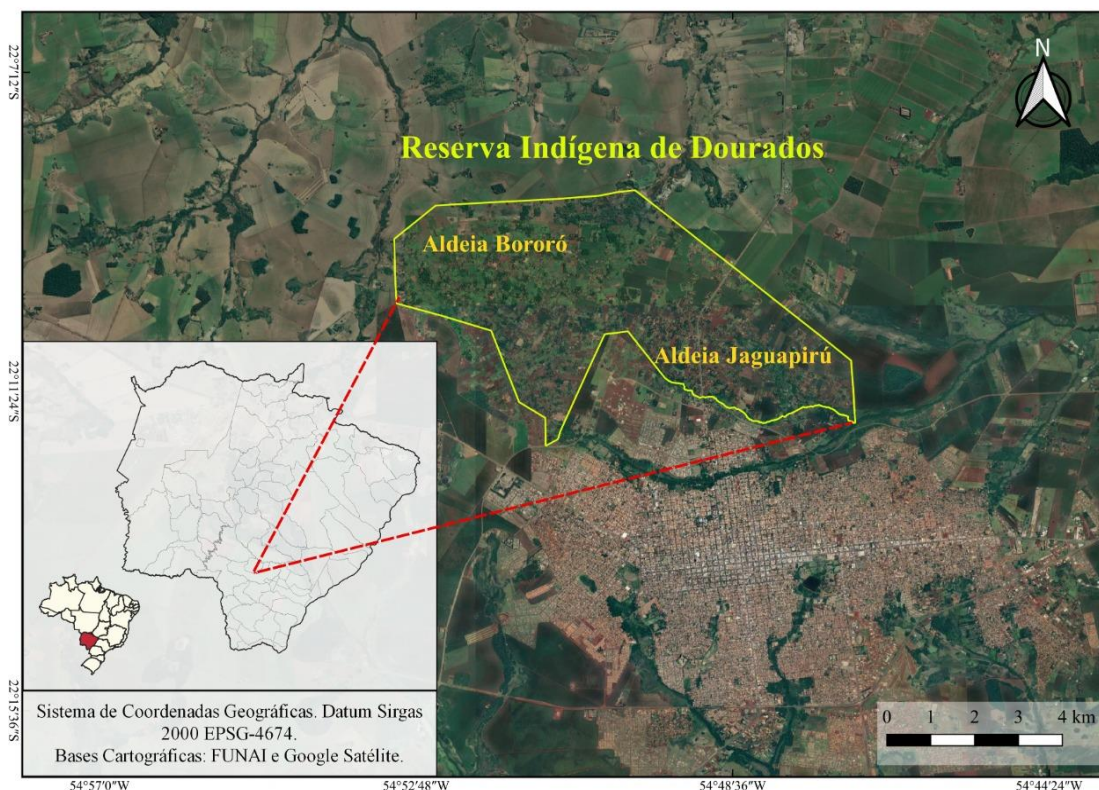 N
Reserva Indígena de Dourados
Aldeia Bororó
Aldeia Jaguapirú
22°7'12"S
22°11'24"S
22°15'36"S
Sistema de Coordenadas Geográficas. Datum Sirgas
2000 EPSG-4674.
Bases Cartográficas: FUNAI e Google Satélite.
0 1 2 3 4 km
54°57'0"W 54°52'48"W 54°48'36"W 54°44'24"W